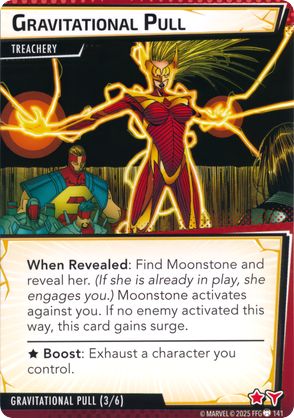 Gravitational Pull
TREACHERY
When Revealed: Find Moonstone and
reveal her. (If she is already in play, she
engages you.) Moonstone activates
against you. If no enemy activated this
way, this card gains surge.
★ Boost: Exhaust a character you
control.
GRAVITATIONAL PULL (3/6)
© MARVEL © 2025 FFG 141